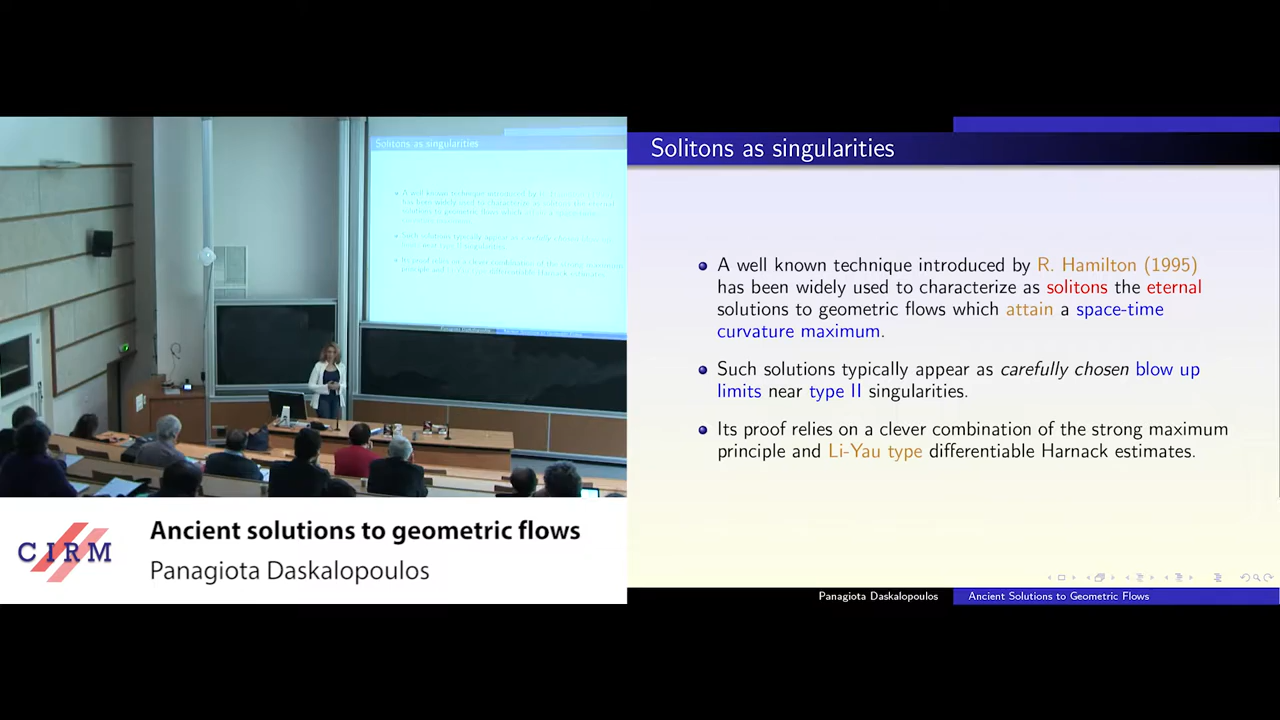 Solitons as singularities
A well known technique introduced by R. Hamilton (1995)
has been widely used to characterize as solitons the eternal
solutions to geometric flows which attain a space-time
curvature maximum.
Such solutions typically appear as carefully chosen blow up
limits near type II singularities.
Its proof relies on a clever combination of the strong maximum
principle and Li-Yau type differentiable Harnack estimates.
Panagiota Daskalopoulos
Ancient Solutions to Geometric Flows
Solitons as singularities
CIRM
Ancient solutions to geometric flows
Panagiota Daskalopoulos